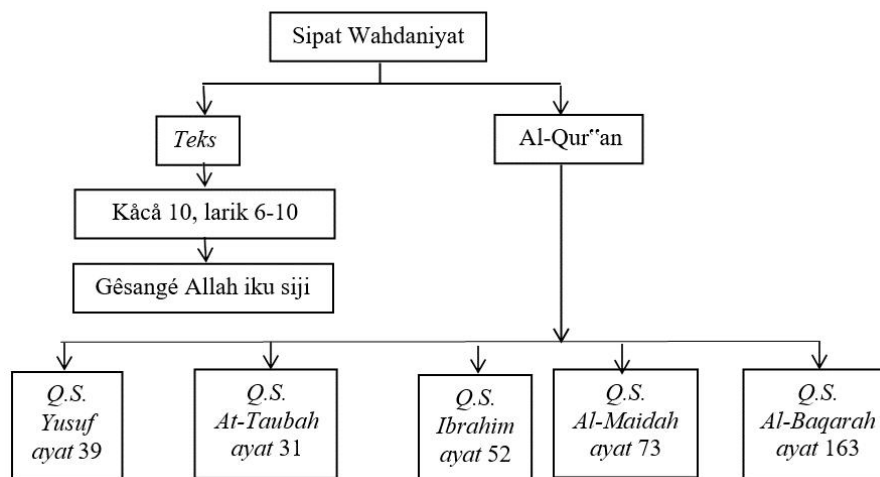 Sipat Wahdaniyat
Teks
Al-Qur‟‟an
Kåcå 10, larik 6-10
Gêsangé Allah iku siji
Q.S.
Yusuf
ayat 39
Q.S.
At-Taubah
ayat 31
Q.S.
Ibrahim
ayat 52
Q.S.
Al-Maidah
ayat 73
Q.S.
Al-Baqarah
ayat 163